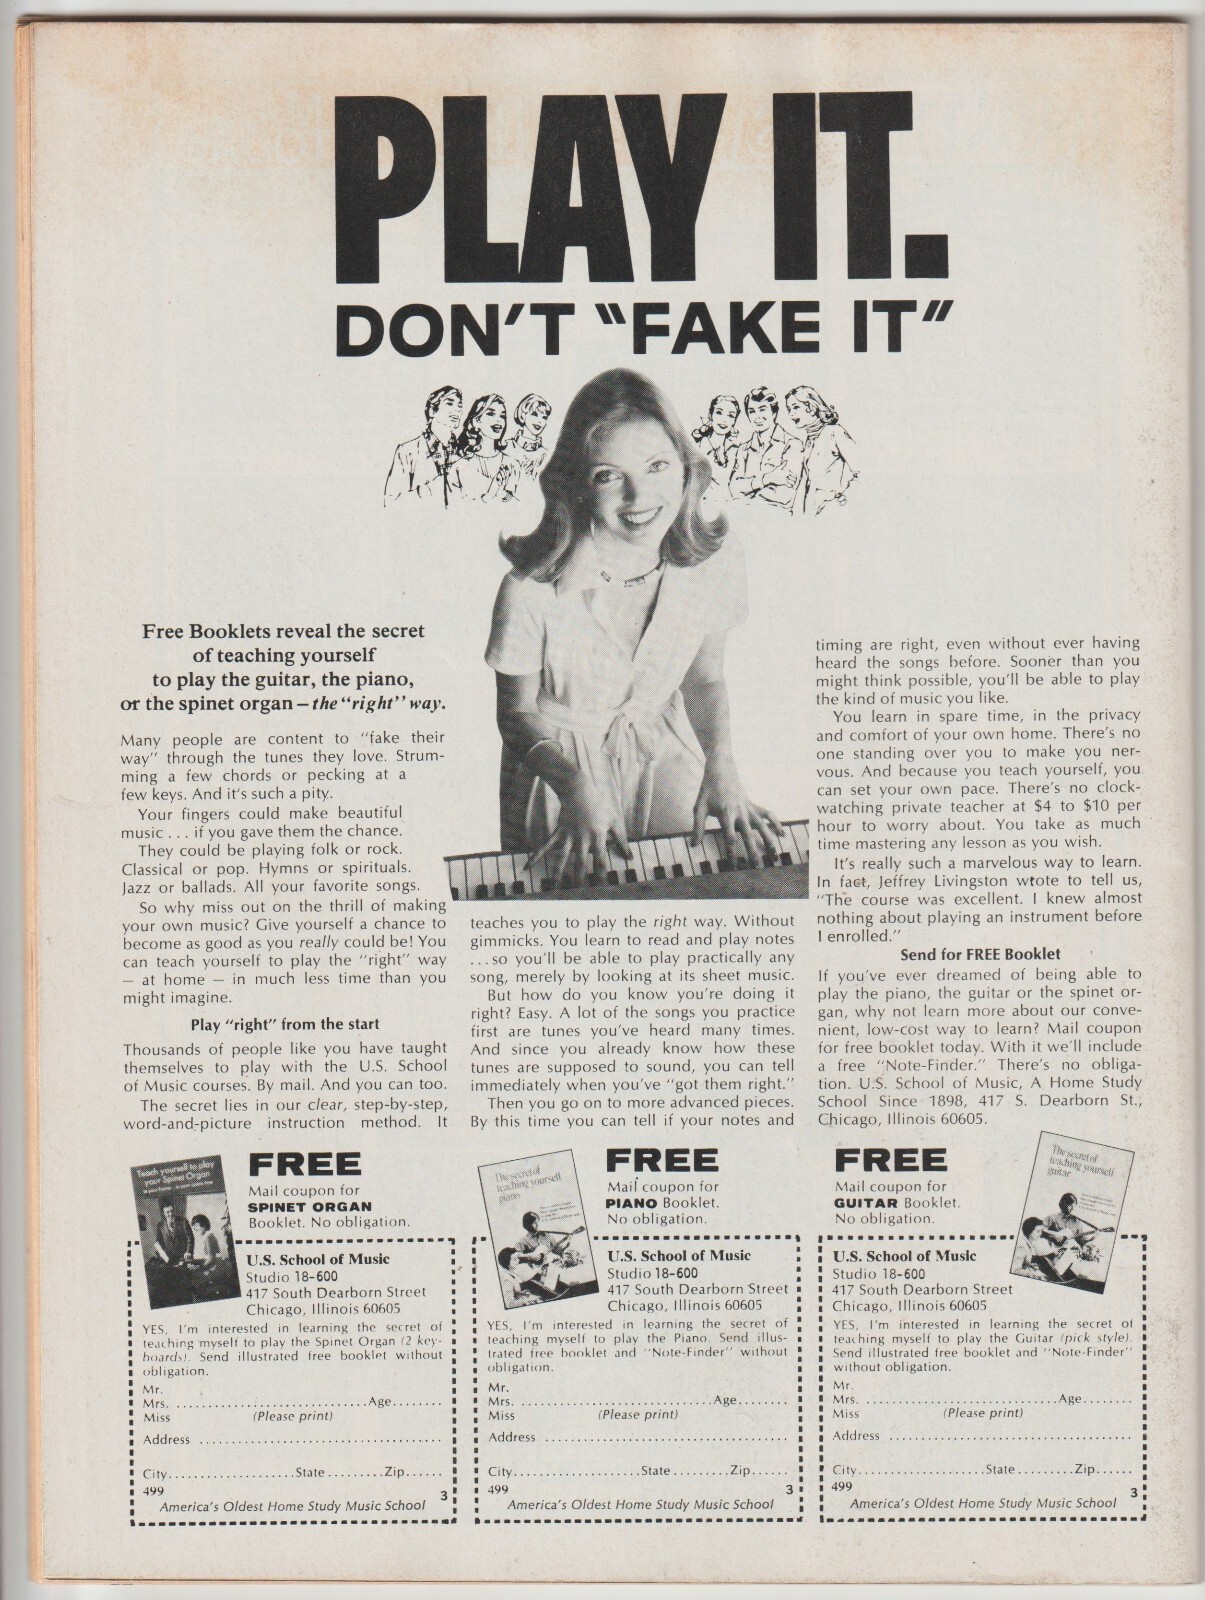 PLAY IT.
DON'T "FAKE IT"
Free Booklets reveal the secret
of teaching yourself
to play the guitar, the piano,
or the spinet organ – the "right" way.
Many people are content to "fake their
way" through the tunes they love. Strum-
ming a few chords or pecking at a
few keys. And it's such a pity.
Your fingers could make beautiful
music . . . if you gave them the chance.
They could be playing folk or rock.
Classical or pop. Hymns or spirituals.
Jazz or ballads. All your favorite songs.
So why miss out on the thrill of making
your own music? Give yourself a chance to
become as good as you really could be! You
can teach yourself to play the "right" way
— at home — in much less time than you
might imagine.
Play "right" from the start
Thousands of people like you have taught
themselves to play with the U.S. School
of Music courses. By mail. And you can too.
The secret lies in our clear, step-by-step,
word-and-picture instruction method. It
teaches you to play the right way. Without
gimmicks. You learn to read and play notes
. . . so you'll be able to play practically any
song, merely by looking at its sheet music.
But how do you know you're doing it
right? Easy. A lot of the songs you practice
first are tunes you've heard many times.
And since you already know how these
tunes are supposed to sound, you can tell
immediately when you've "got them right."
Then you go on to more advanced pieces.
By this time you can tell if your notes and
timing are right, even without ever having
heard the songs before. Sooner than you
might think possible, you'll be able to play
the kind of music you like.
You learn in spare time, in the privacy
and comfort of your own home. There's no
one standing over you to make you ner-
vous. And because you teach yourself, you
can set your own pace. There's no clock-
watching private teacher at $4 to $10 per
hour to worry about. You take as much
time mastering any lesson as you wish.
It's really such a marvelous way to learn.
In fact, Jeffrey Livingston wrote to tell us,
"The course was excellent. I knew almost
nothing about playing an instrument before
I enrolled."
Send for FREE Booklet
If you've ever dreamed of being able to
play the piano, the guitar or the spinet or-
gan, why not learn more about our conve-
nient, low-cost way to learn? Mail coupon
for free booklet today. With it we'll include
a free "Note-Finder." There's no obliga-
tion. U.S. School of Music, A Home Study
School Since 1898, 417 S. Dearborn St.,
Chicago, Illinois 60605.
Teach yourself to play
your Spinet Organ
FREE
Mail coupon for
SPINET ORGAN
Booklet. No obligation.
U.S. School of Music
Studio 18-600
417 South Dearborn Street
Chicago, Illinois 60605
YES, I'm interested in learning the secret of
teaching myself to play the Spinet Organ (2 key-
boards). Send illustrated free booklet without
obligation.
Mr.
Mrs. .............................. Age........
Miss (Please print)
Address ......................................
City.................... State......... Zip......
499
3
America's Oldest Home Study Music School
The secret of
teaching yourself
piano
FREE
Mail coupon for
PIANO Booklet.
No obligation.
U.S. School of Music
Studio 18-600
417 South Dearborn Street
Chicago, Illinois 60605
YES, I'm interested in learning the secret of
teaching myself to play the Piano. Send illus-
trated free booklet and "Note-Finder" without
obligation.
Mr.
Mrs. .............................. Age........
Miss (Please print)
Address ......................................
City.................... State......... Zip......
499
3
America's Oldest Home Study Music School
FREE
Mail coupon for
GUITAR Booklet.
No obligation.
The secret of
teaching yourself
guitar
U.S. School of Music
Studio 18-600
417 South Dearborn Street
Chicago, Illinois 60605
YES, I'm interested in learning the secret of
teaching myself to play the Guitar (pick style).
Send illustrated free booklet and "Note-Finder"
without obligation.
Mr.
Mrs. .............................. Age........
Miss (Please print)
Address ......................................
City.................... State......... Zip......
499
3
America's Oldest Home Study Music School